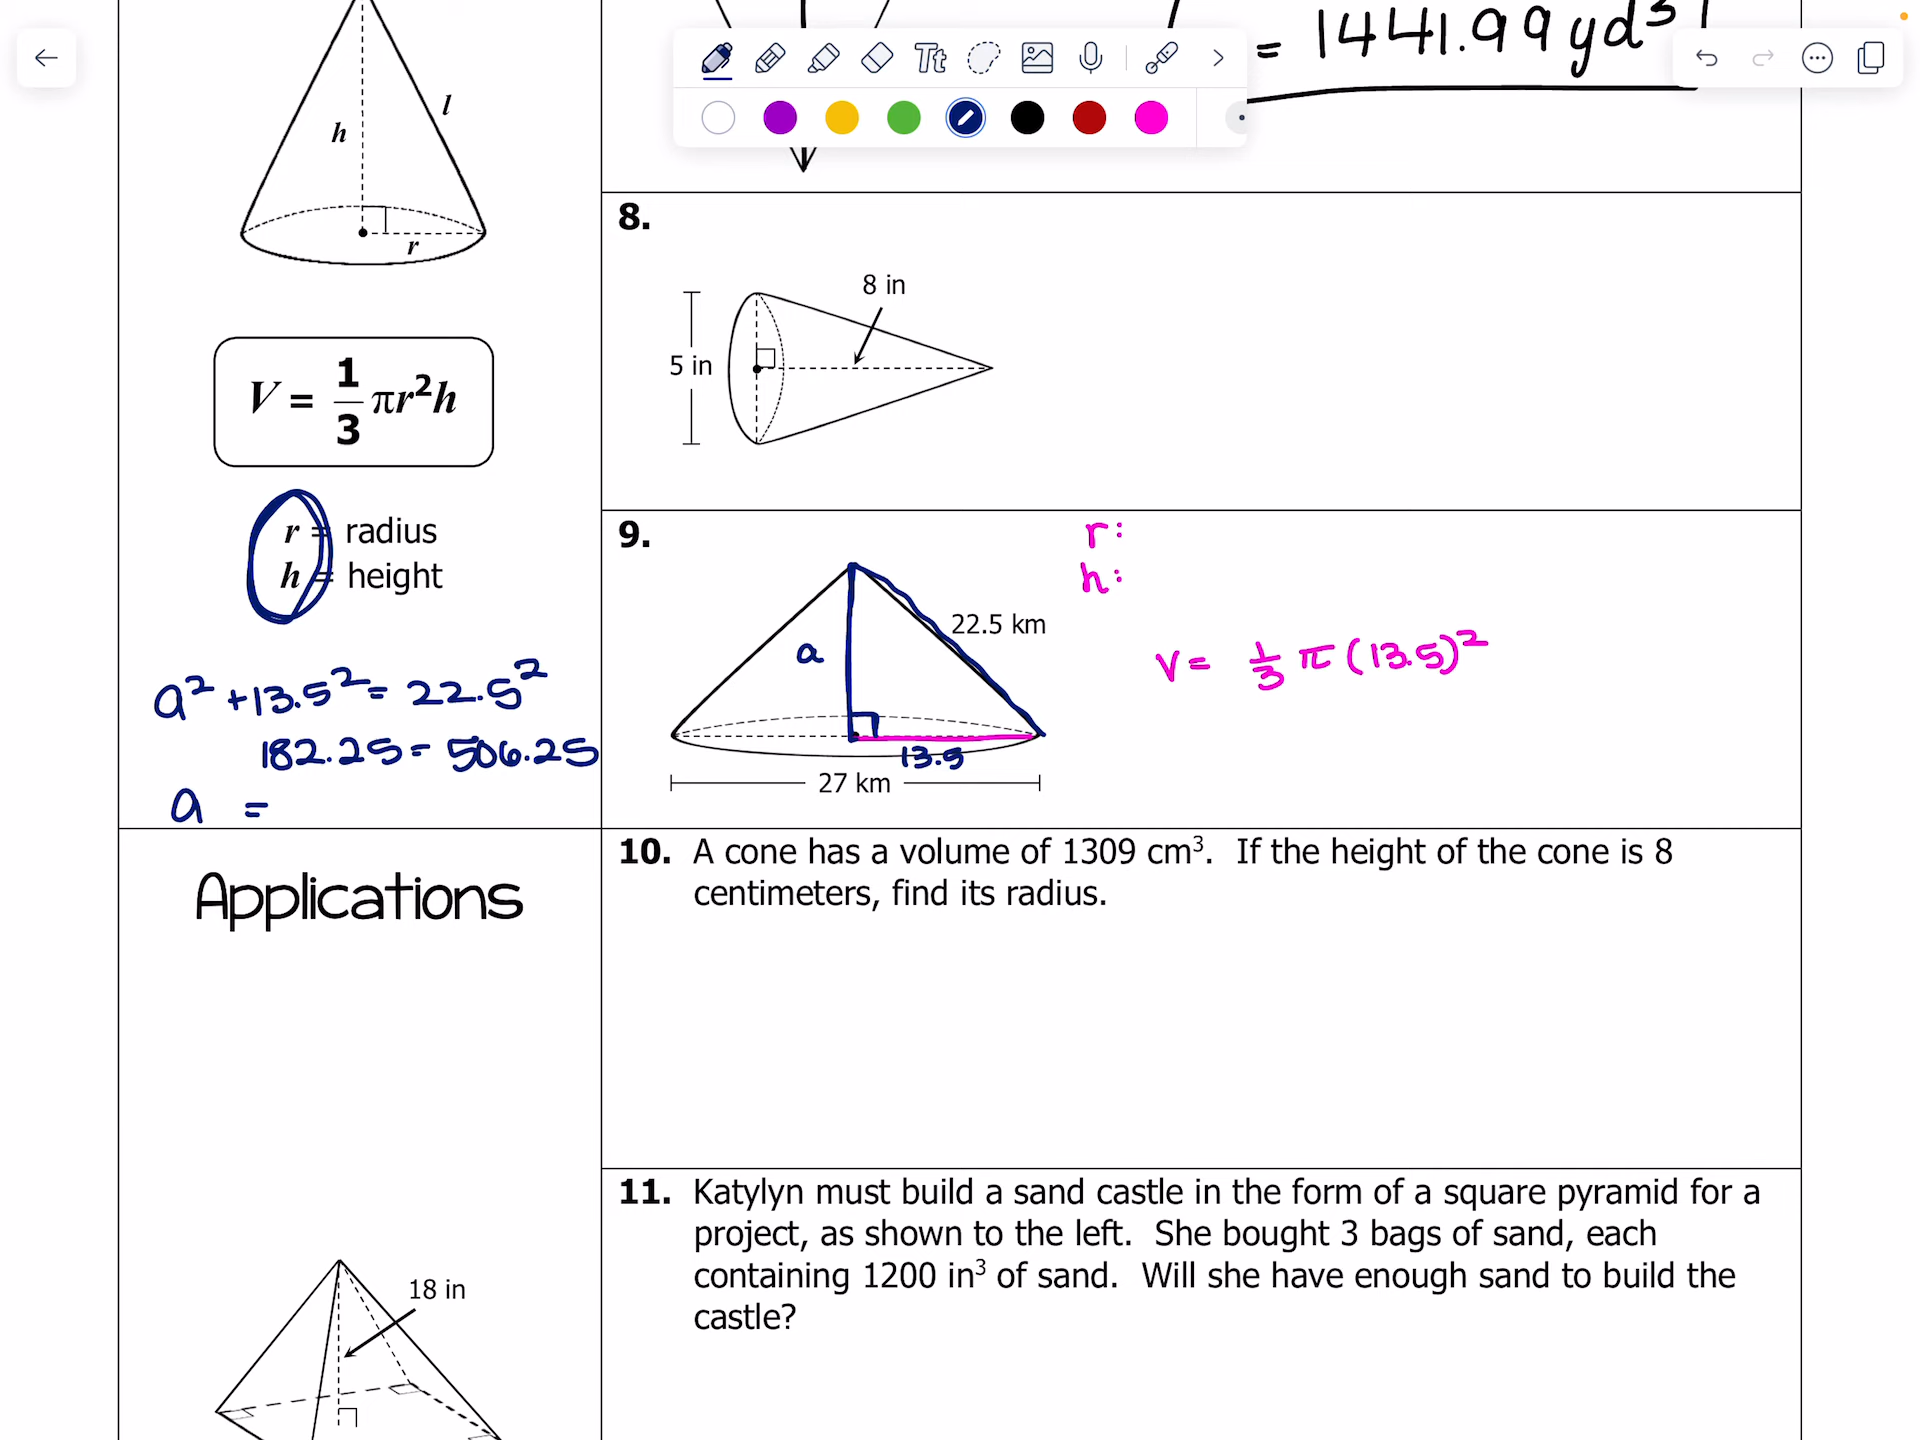 = 1441.99 yd³
Tt
l
h
r
V = 1/3 πr²h
r = radius
h = height
a² + 13.5² = 22.5²
182.25 = 506.25
a =
8.
8 in
5 in
9.
r:
h:
22.5 km
a
V = 1/3 π (13.5)²
13.5
27 km
Applications
10. A cone has a volume of 1309 cm³. If the height of the cone is 8
centimeters, find its radius.
11. Katylyn must build a sand castle in the form of a square pyramid for a
project, as shown to the left. She bought 3 bags of sand, each
containing 1200 in³ of sand. Will she have enough sand to build the
castle?
18 in